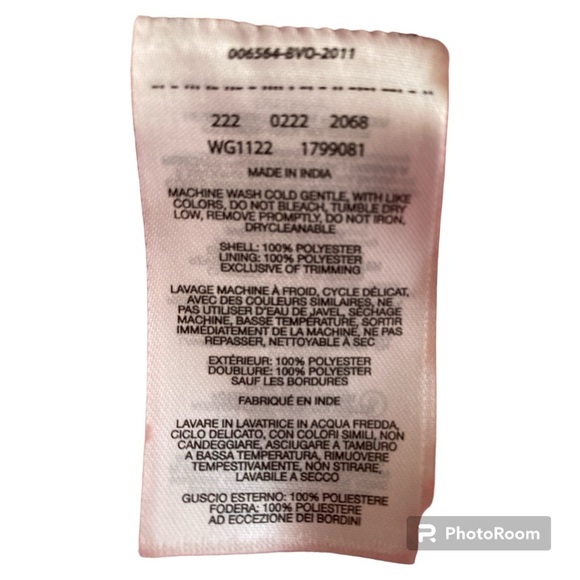 006564-BVO-2011
222 0222 2068
WG1122 1799081
MADE IN INDIA
MACHINE WASH COLD GENTLE, WITH LIKE
COLORS, DO NOT BLEACH, TUMBLE DRY
LOW, REMOVE PROMPTLY, DO NOT IRON,
DRYCLEANABLE
SHELL: 100% POLYESTER
LINING: 100% POLYESTER
EXCLUSIVE OF TRIMMING
LAVAGE MACHINE À FROID, CYCLE DÉLICAT,
AVEC DES COULEURS SIMILAIRES, NE
PAS UTILISER D'EAU DE JAVEL, SÉCHAGE
MACHINE, BASSE TEMPÉRATURE, SORTIR
IMMÉDIATEMENT DE LA MACHINE, NE PAS
REPASSER, NETTOYABLE À SEC
EXTÉRIEUR: 100% POLYESTER
DOUBLURE: 100% POLYESTER
SAUF LES BORDURES
FABRIQUÉ EN INDE
LAVARE IN LAVATRICE IN ACQUA FREDDA,
CICLO DELICATO, CON COLORI SIMILI, NON
CANDEGGIARE, ASCIUGARE A TAMBURO
A BASSA TEMPERATURA, RIMUOVERE
TEMPESTIVAMENTE, NON STIRARE,
LAVABILE A SECCO
GUSCIO ESTERNO: 100% POLIESTERE
FODERA: 100% POLIESTERE
AD ECCEZIONE DEI BORDINI
PhotoRoom